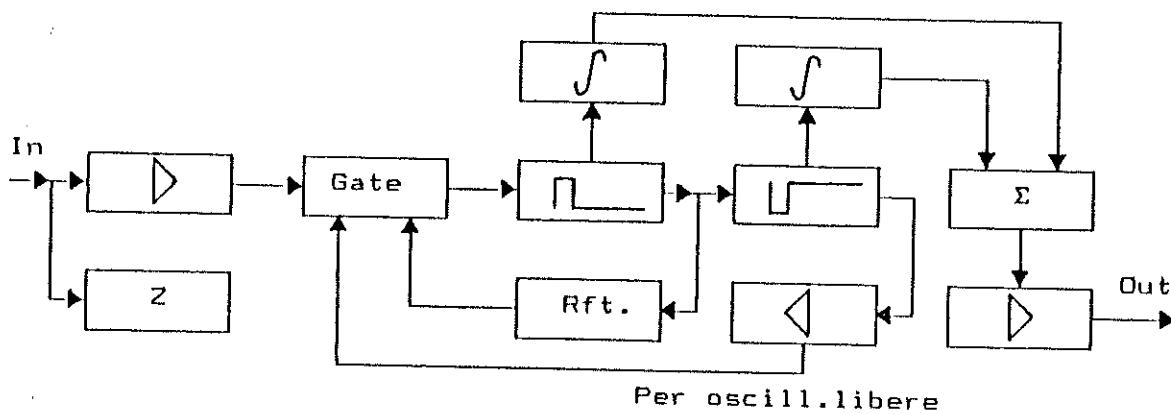 In
Gate
Σ
Z
Rft.
Out
Per oscill.libere